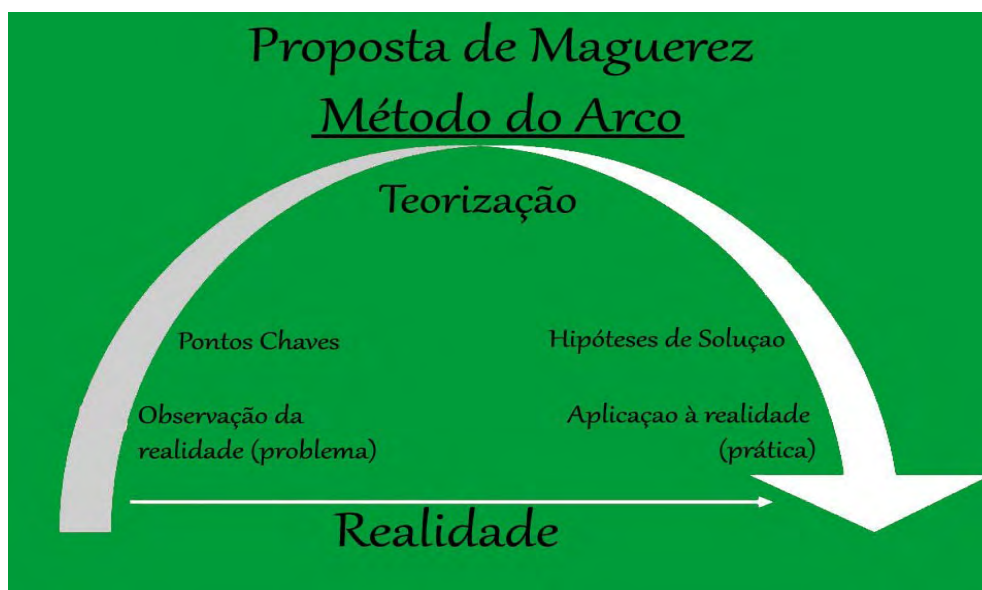 Proposta de Maguerez
Método do Arco
Teorização
Pontos Chaves
Hipóteses de Soluçao
Observação da
realidade (problema)
Aplicaçao à realidade
(prática)
Realidade